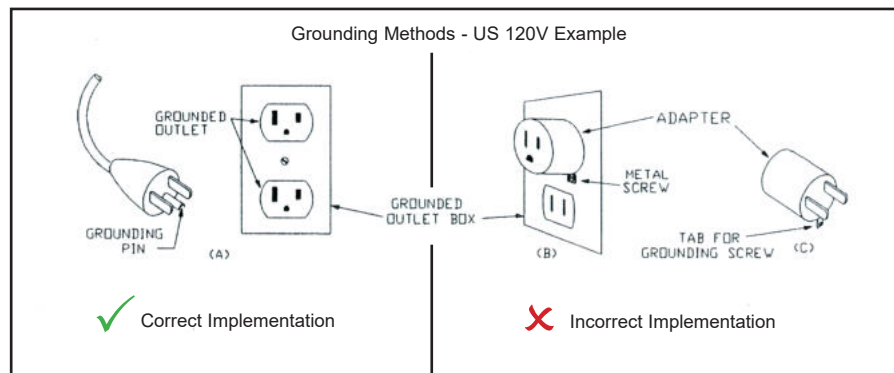 Grounding Methods - US 120V Example
GROUNDED
OUTLET
GROUNDING
PIN
(A)
GROUNDED
OUTLET BOX
ADAPTER
METAL
SCREW
(B)
TAB FOR
GROUNDING SCREW
(C)
Correct Implementation
Incorrect Implementation